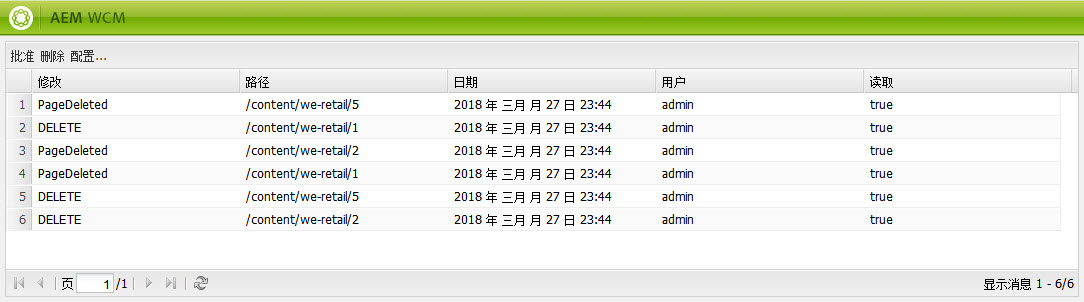 AEM WCM
批准 删除 配置...
修改 路径 日期 用户 读取
1 PageDeleted /content/we-retail/5 2018 年 三月 月 27 日 23:44 admin true
2 DELETE /content/we-retail/1 2018 年 三月 月 27 日 23:44 admin true
3 PageDeleted /content/we-retail/2 2018 年 三月 月 27 日 23:44 admin true
4 PageDeleted /content/we-retail/1 2018 年 三月 月 27 日 23:44 admin true
5 DELETE /content/we-retail/5 2018 年 三月 月 27 日 23:44 admin true
6 DELETE /content/we-retail/2 2018 年 三月 月 27 日 23:44 admin true
页 1 /1 显示消息 1 - 6/6